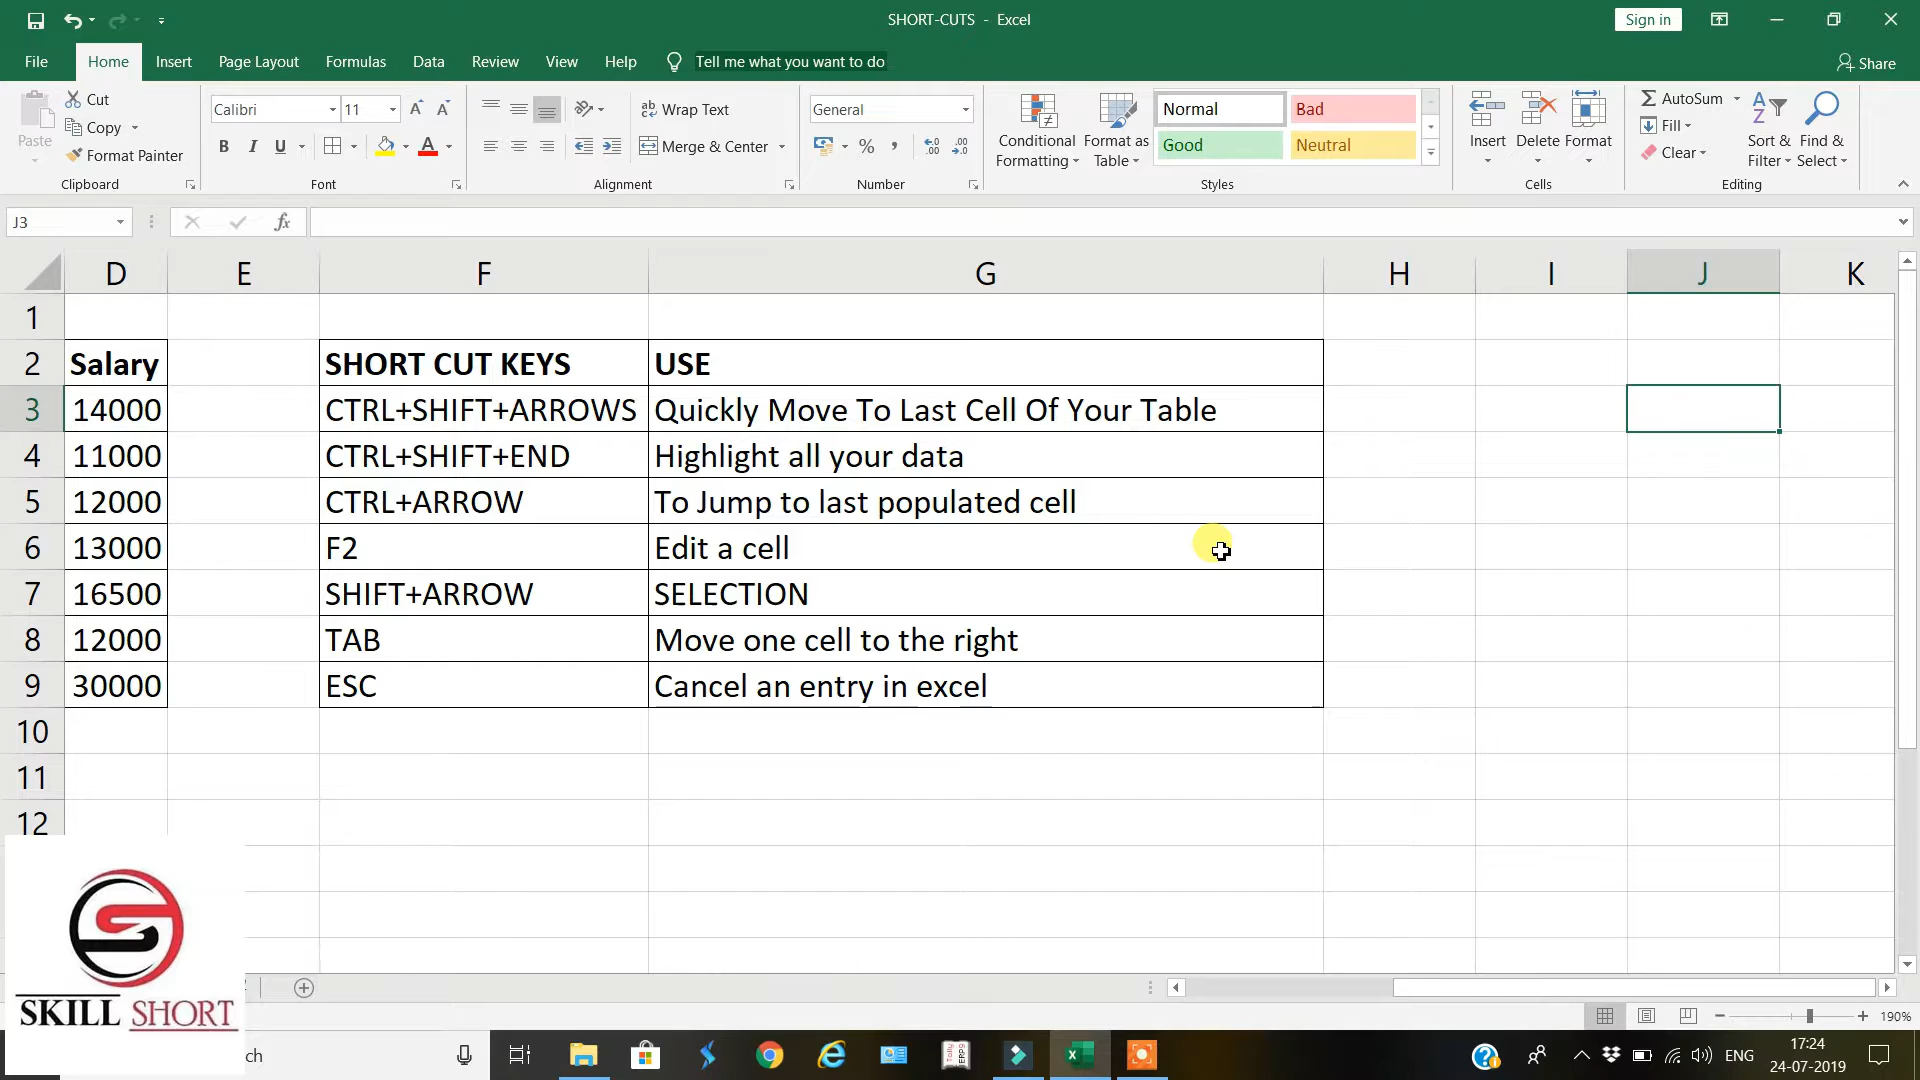 SHORT-CUTS - Excel
Sign in
File Home Insert Page Layout Formulas Data Review View Help Tell me what you want to do Share
Paste
Cut
Copy
Format Painter
Clipboard
Calibri 11
B I U A
Font
Wrap Text
Merge & Center
Alignment
General
%
Number
Conditional Formatting
Format as Table
Normal Bad
Good Neutral
Styles
Insert Delete Format
Cells
AutoSum
Fill
Clear
Sort & Filter
Find & Select
Editing
J3
fx
D E F G H I J K
1
2 Salary SHORT CUT KEYS USE
3 14000 CTRL+SHIFT+ARROWS Quickly Move To Last Cell Of Your Table
4 11000 CTRL+SHIFT+END Highlight all your data
5 12000 CTRL+ARROW To Jump to last populated cell
6 13000 F2 Edit a cell
7 16500 SHIFT+ARROW SELECTION
8 12000 TAB Move one cell to the right
9 30000 ESC Cancel an entry in excel
10
11
12
SKILL SHORT
190%
ch
ENG
17:24
24-07-2019